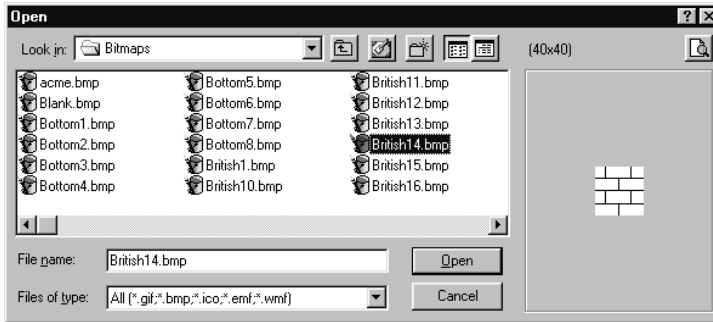 Open
Look in: Bitmaps (40x40)
acme.bmp Bottom5.bmp British11.bmp
Blank.bmp Bottom6.bmp British12.bmp
Bottom1.bmp Bottom7.bmp British13.bmp
Bottom2.bmp Bottom8.bmp British14.bmp
Bottom3.bmp British1.bmp British15.bmp
Bottom4.bmp British10.bmp British16.bmp
File name: British14.bmp Open
Files of type: All (*.gif;*.bmp;*.ico;*.emf;*.wmf) Cancel